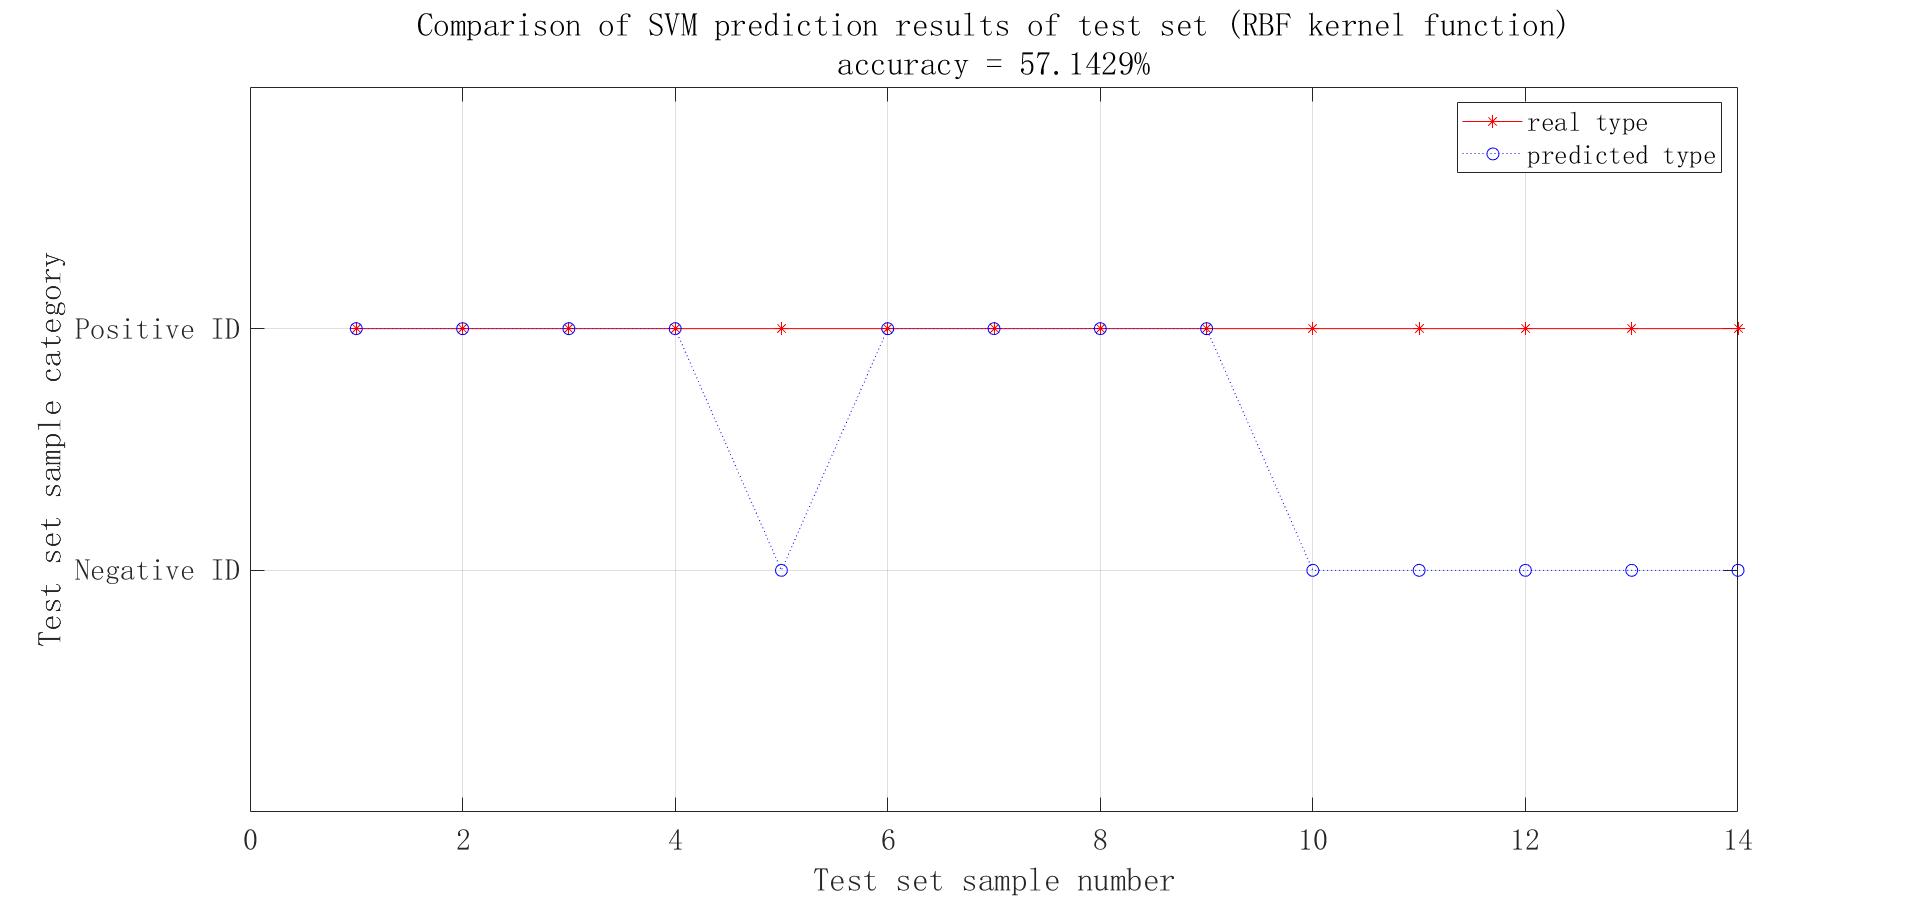 Comparison of SVM prediction results of test set (RBF kernel function)
accuracy = 57.1429%
real type
predicted type
Test set sample category
Positive ID
Negative ID
0 2 4 6 8 10 12 14
Test set sample number